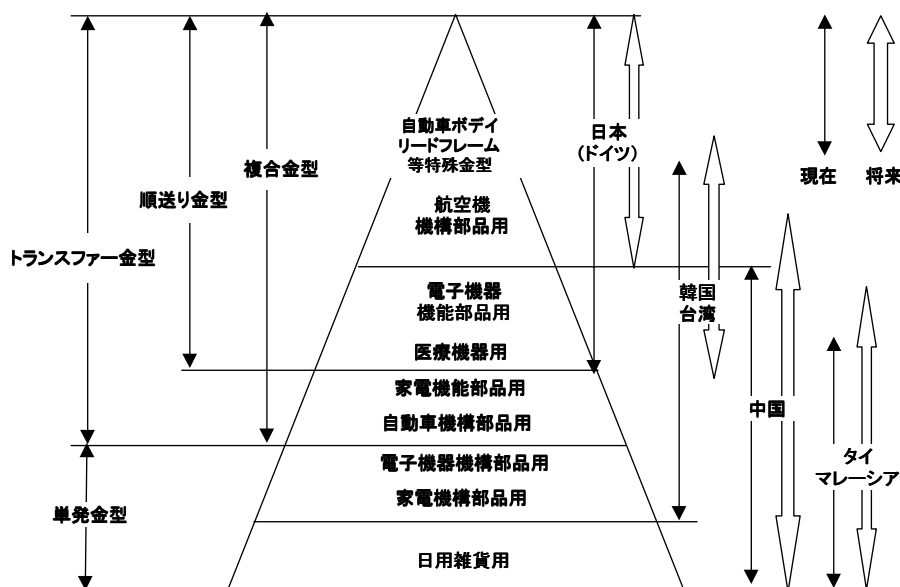 トランスファー金型
順送り金型
複合金型
単発金型
自動車ボデイ
リードフレーム
等特殊金型
航空機
機構部品用
電子機器
機能部品用
医療機器用
家電機能部品用
自動車機構部品用
電子機器機構部品用
家電機構部品用
日用雑貨用
日本
(ドイツ)
韓国
台湾
中国
タイ
マレーシア
現在
将来